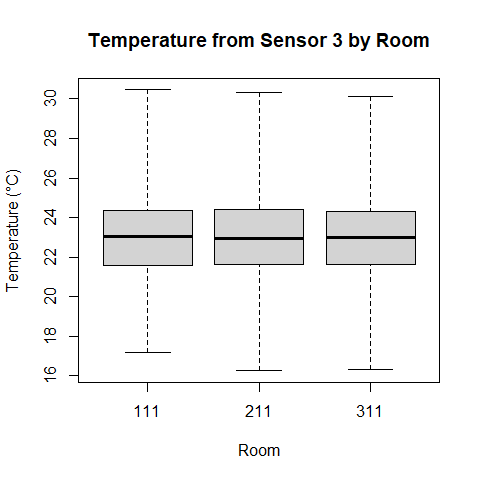 Temperature from Sensor 3 by Room
Temperature (°C)
30
28
26
24
22
20
18
16
111 211 311
Room